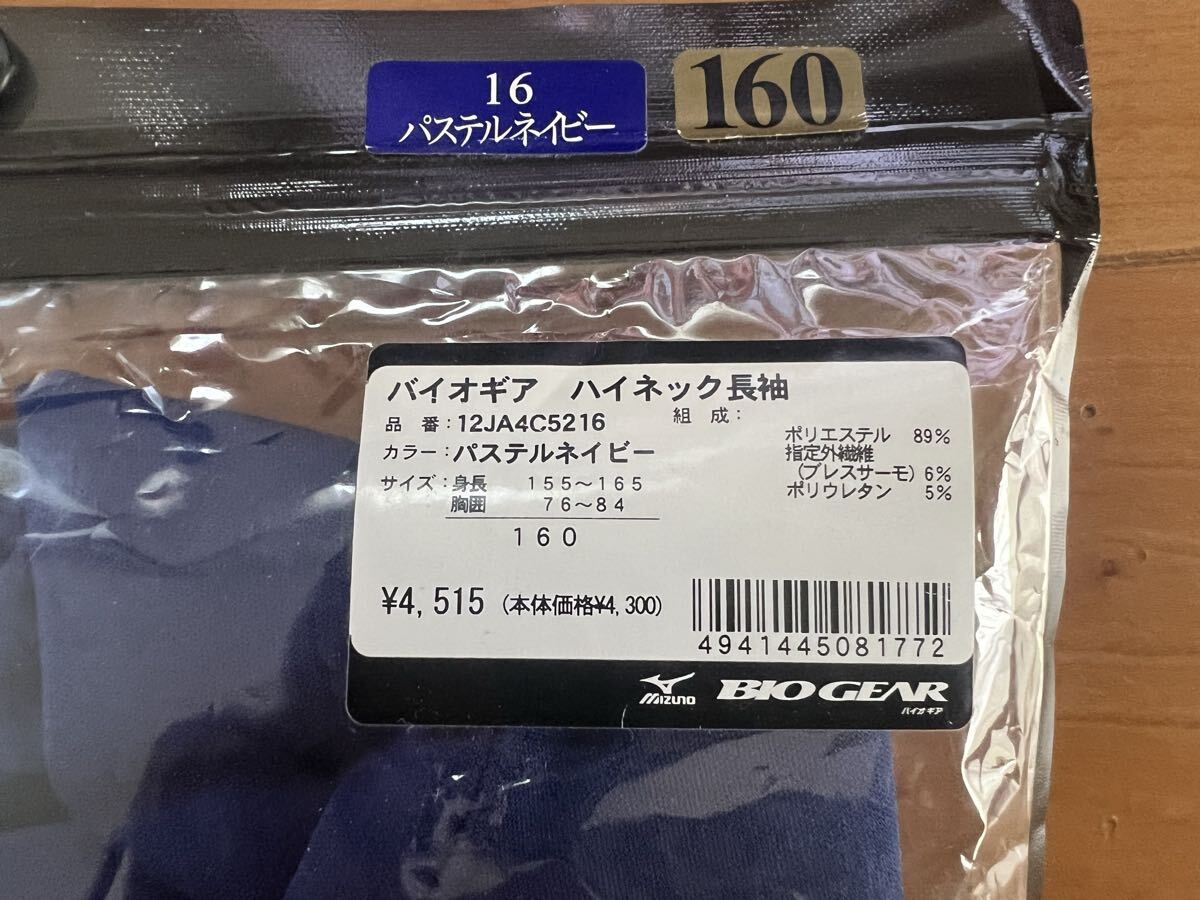 16
パステルネイビー
160
バイオギア　ハイネック長袖
品 番:12JA4C5216
カラー:パステルネイビー
サイズ:身長 155～165
胸囲 76～84
160
組 成:
ポリエステル 89%
指定外繊維
(ブレスサーモ) 6%
ポリウレタン 5%
¥4,515 (本体価格¥4,300)
4941445081772
MIZUNO BIO GEAR
バイオギア